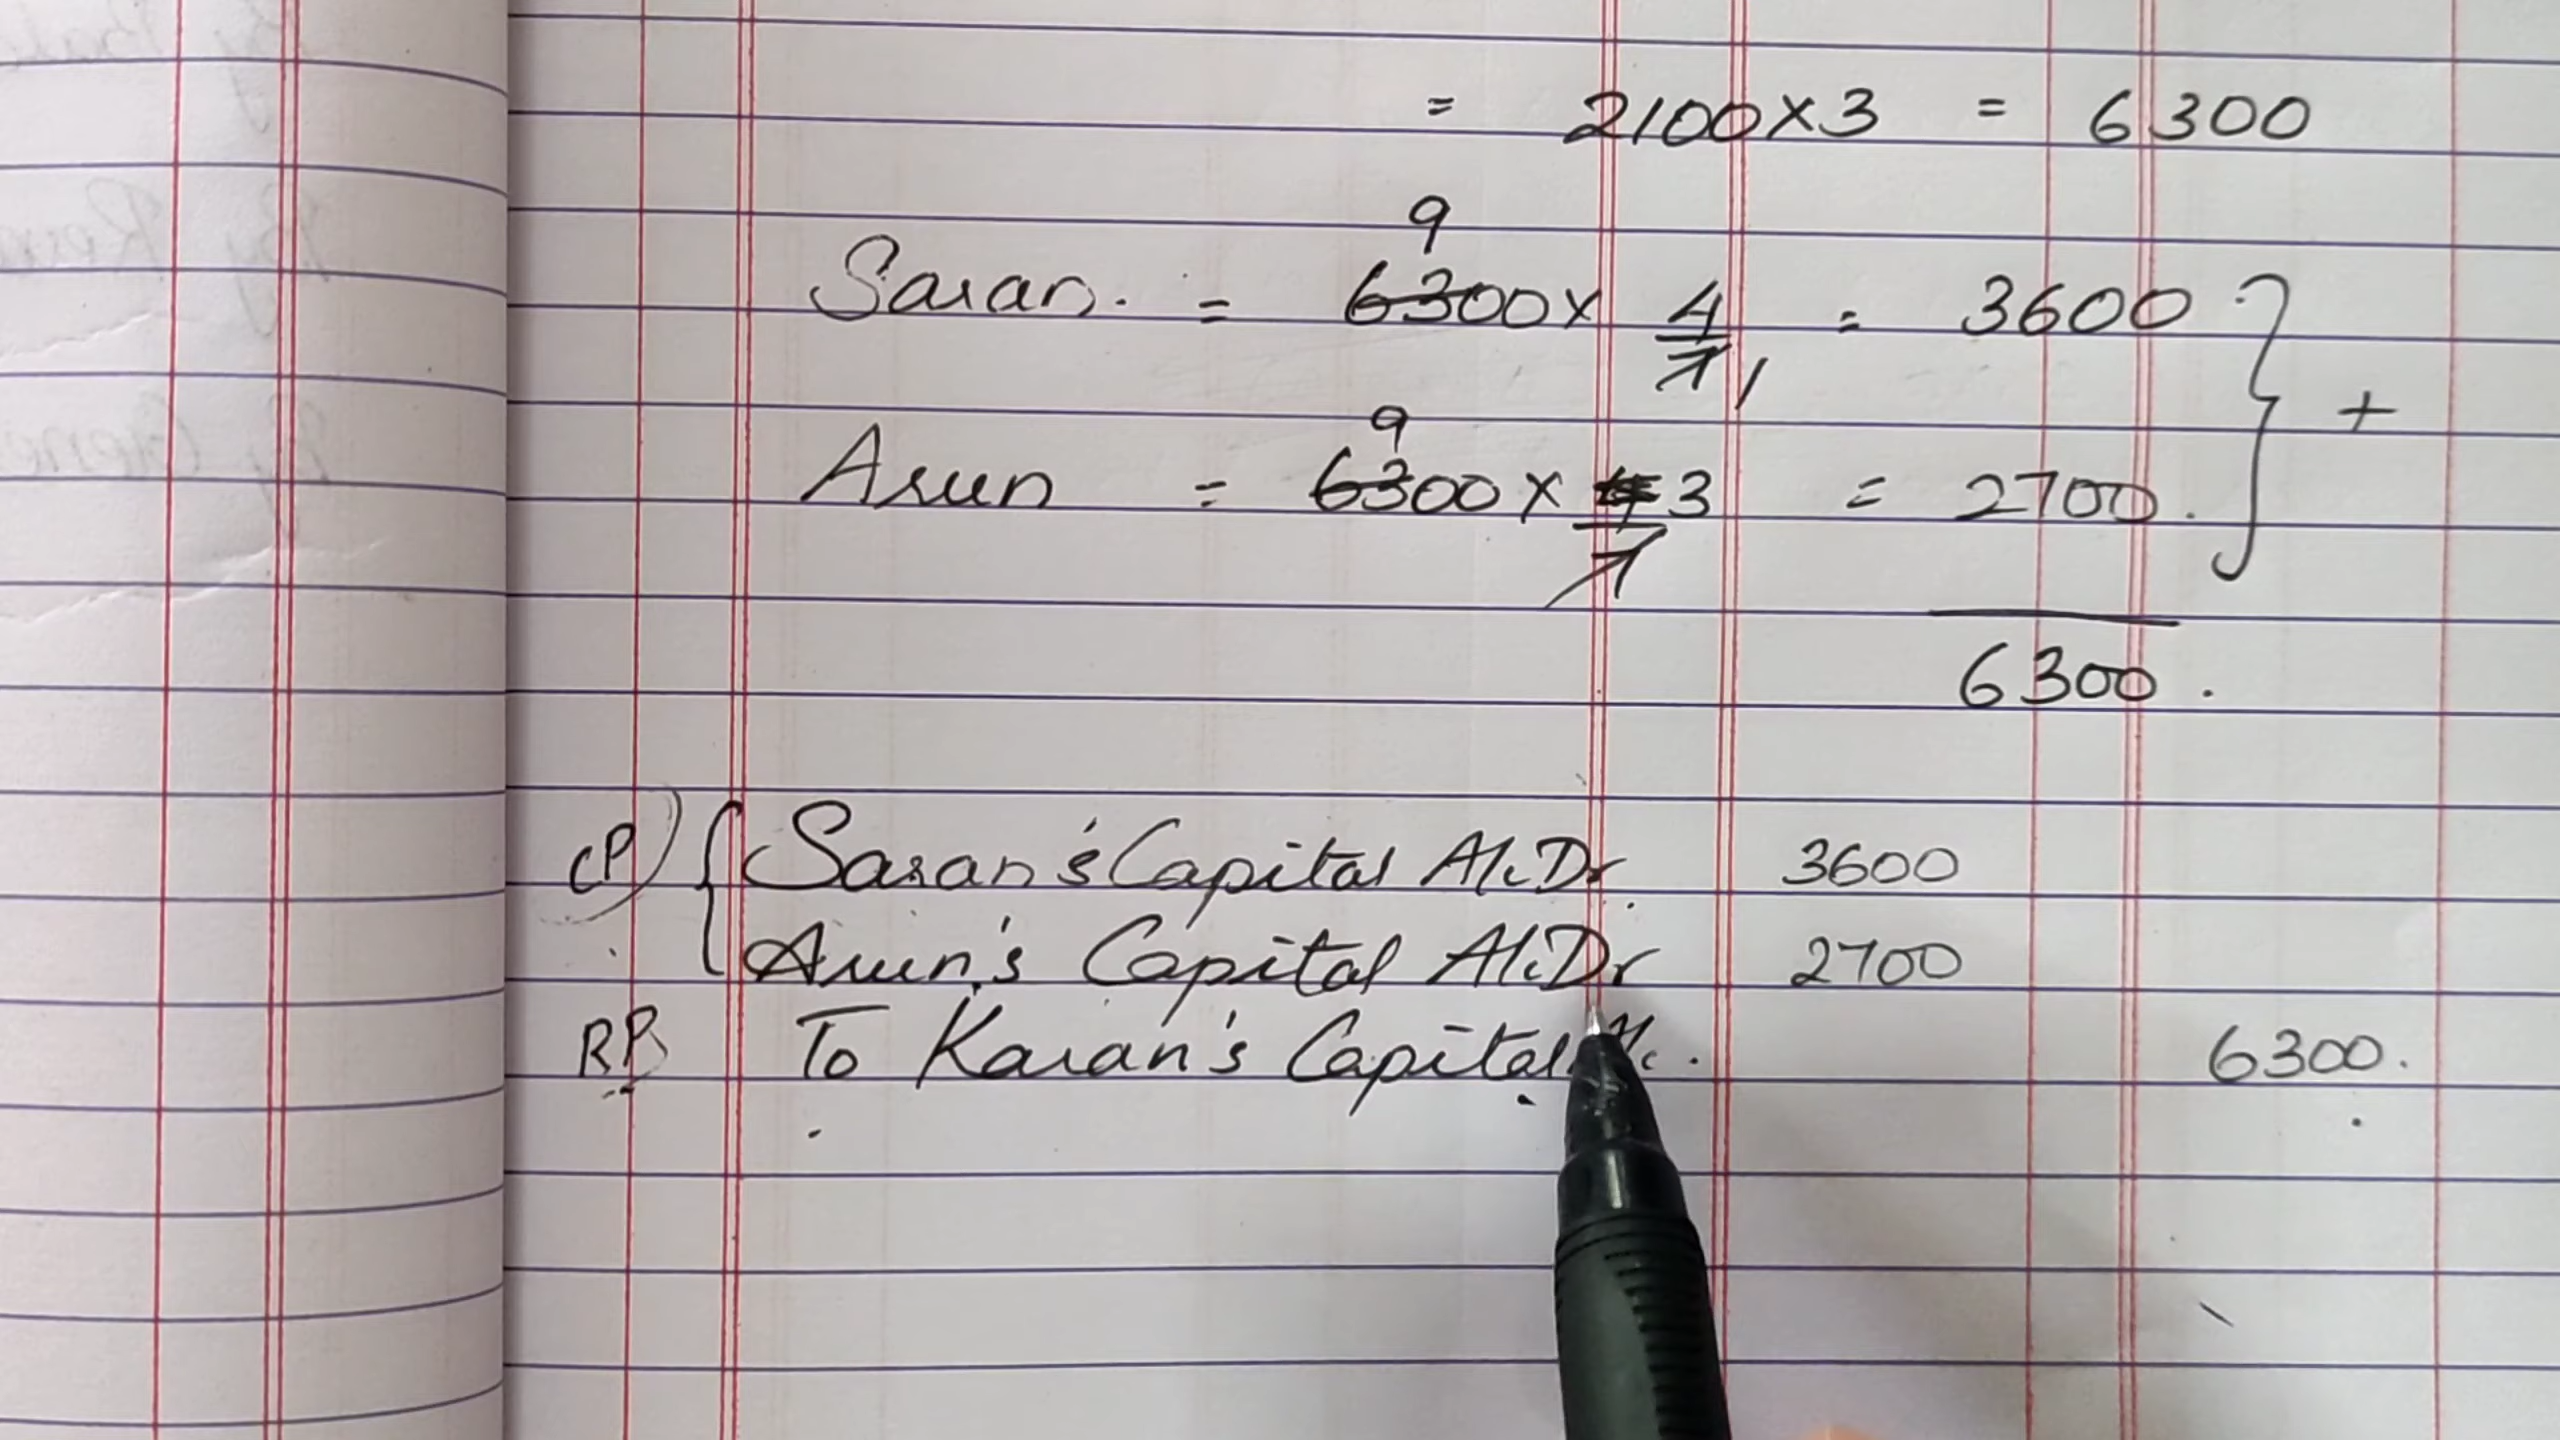 = 2100 x 3 = 6300
9
Saran. = 6300 x 4/7 1 = 3600 } +
9
Arun = 6300 x 3/7 = 2700.
6300.
CP) { Saran's Capital A/c Dr 3600
Arun's Capital A/c Dr 2700
RP To Karan's Capital A/c. 6300.